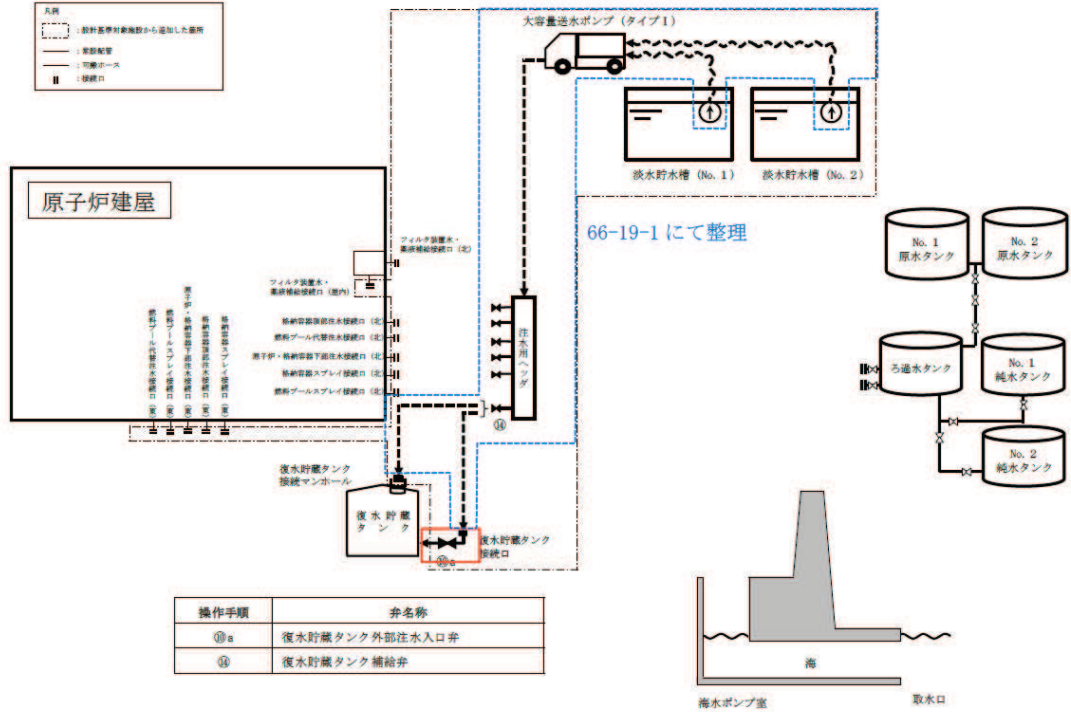 凡例
：設計基準対象施設から追加した箇所
：常設配管
：可搬ホース
：接続口
大容量送水ポンプ（タイプⅠ）
淡水貯水槽（No.1）
淡水貯水槽（No.2）
原子炉建屋
66-19-1にて整理
フィルタ装置水・
薬液補給接続口（北）
フィルタ装置水・
薬液補給接続口（屋内）
格納容器頂部注水接続口（北）
燃料プール代替注水接続口（北）
原子炉・格納容器下部注水接続口（北）
格納容器スプレイ接続口（北）
燃料プールスプレイ接続口（北）
燃料プール代替注水接続口（東）
燃料プールスプレイ接続口（東）
原子炉・格納容器下部注水接続口（東）
格納容器頂部注水接続口（東）
格納容器スプレイ接続口（東）
注水用ヘッダ
⑭
No.1
原水タンク
No.2
原水タンク
ろ過水タンク
No.1
純水タンク
No.2
純水タンク
復水貯蔵タンク
接続マンホール
復水貯蔵
タンク
復水貯蔵タンク
接続口
⑩a
操作手順 弁名称
⑩a 復水貯蔵タンク外部注水入口弁
⑭ 復水貯蔵タンク補給弁
海
海水ポンプ室
取水口